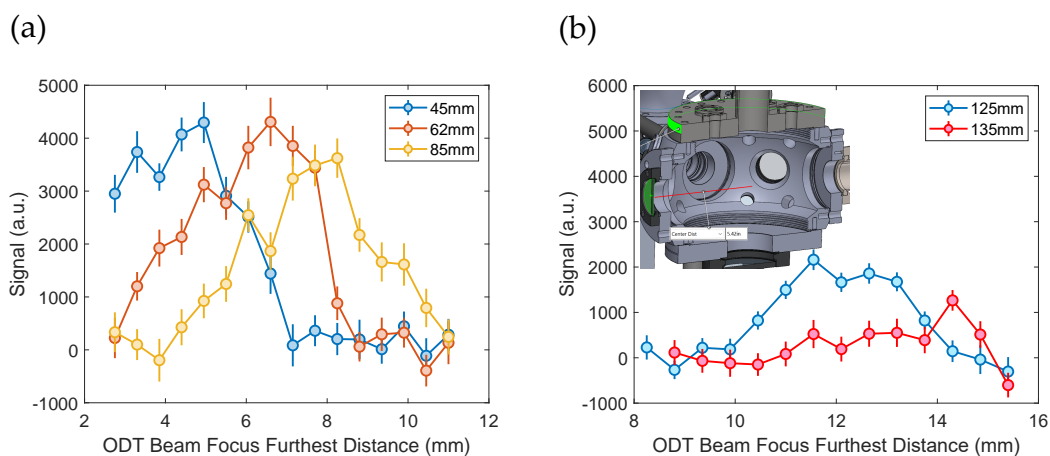 (a)
(b)
5000
4000
3000
2000
1000
0
-1000
2
4
6
8
10
12
Signal (a.u.)
ODT Beam Focus Furthest Distance (mm)
45mm
62mm
85mm
6000
5000
4000
3000
2000
1000
0
-1000
8
10
12
14
16
Signal (a.u.)
ODT Beam Focus Furthest Distance (mm)
125mm
135mm
Center Dist
5.42in